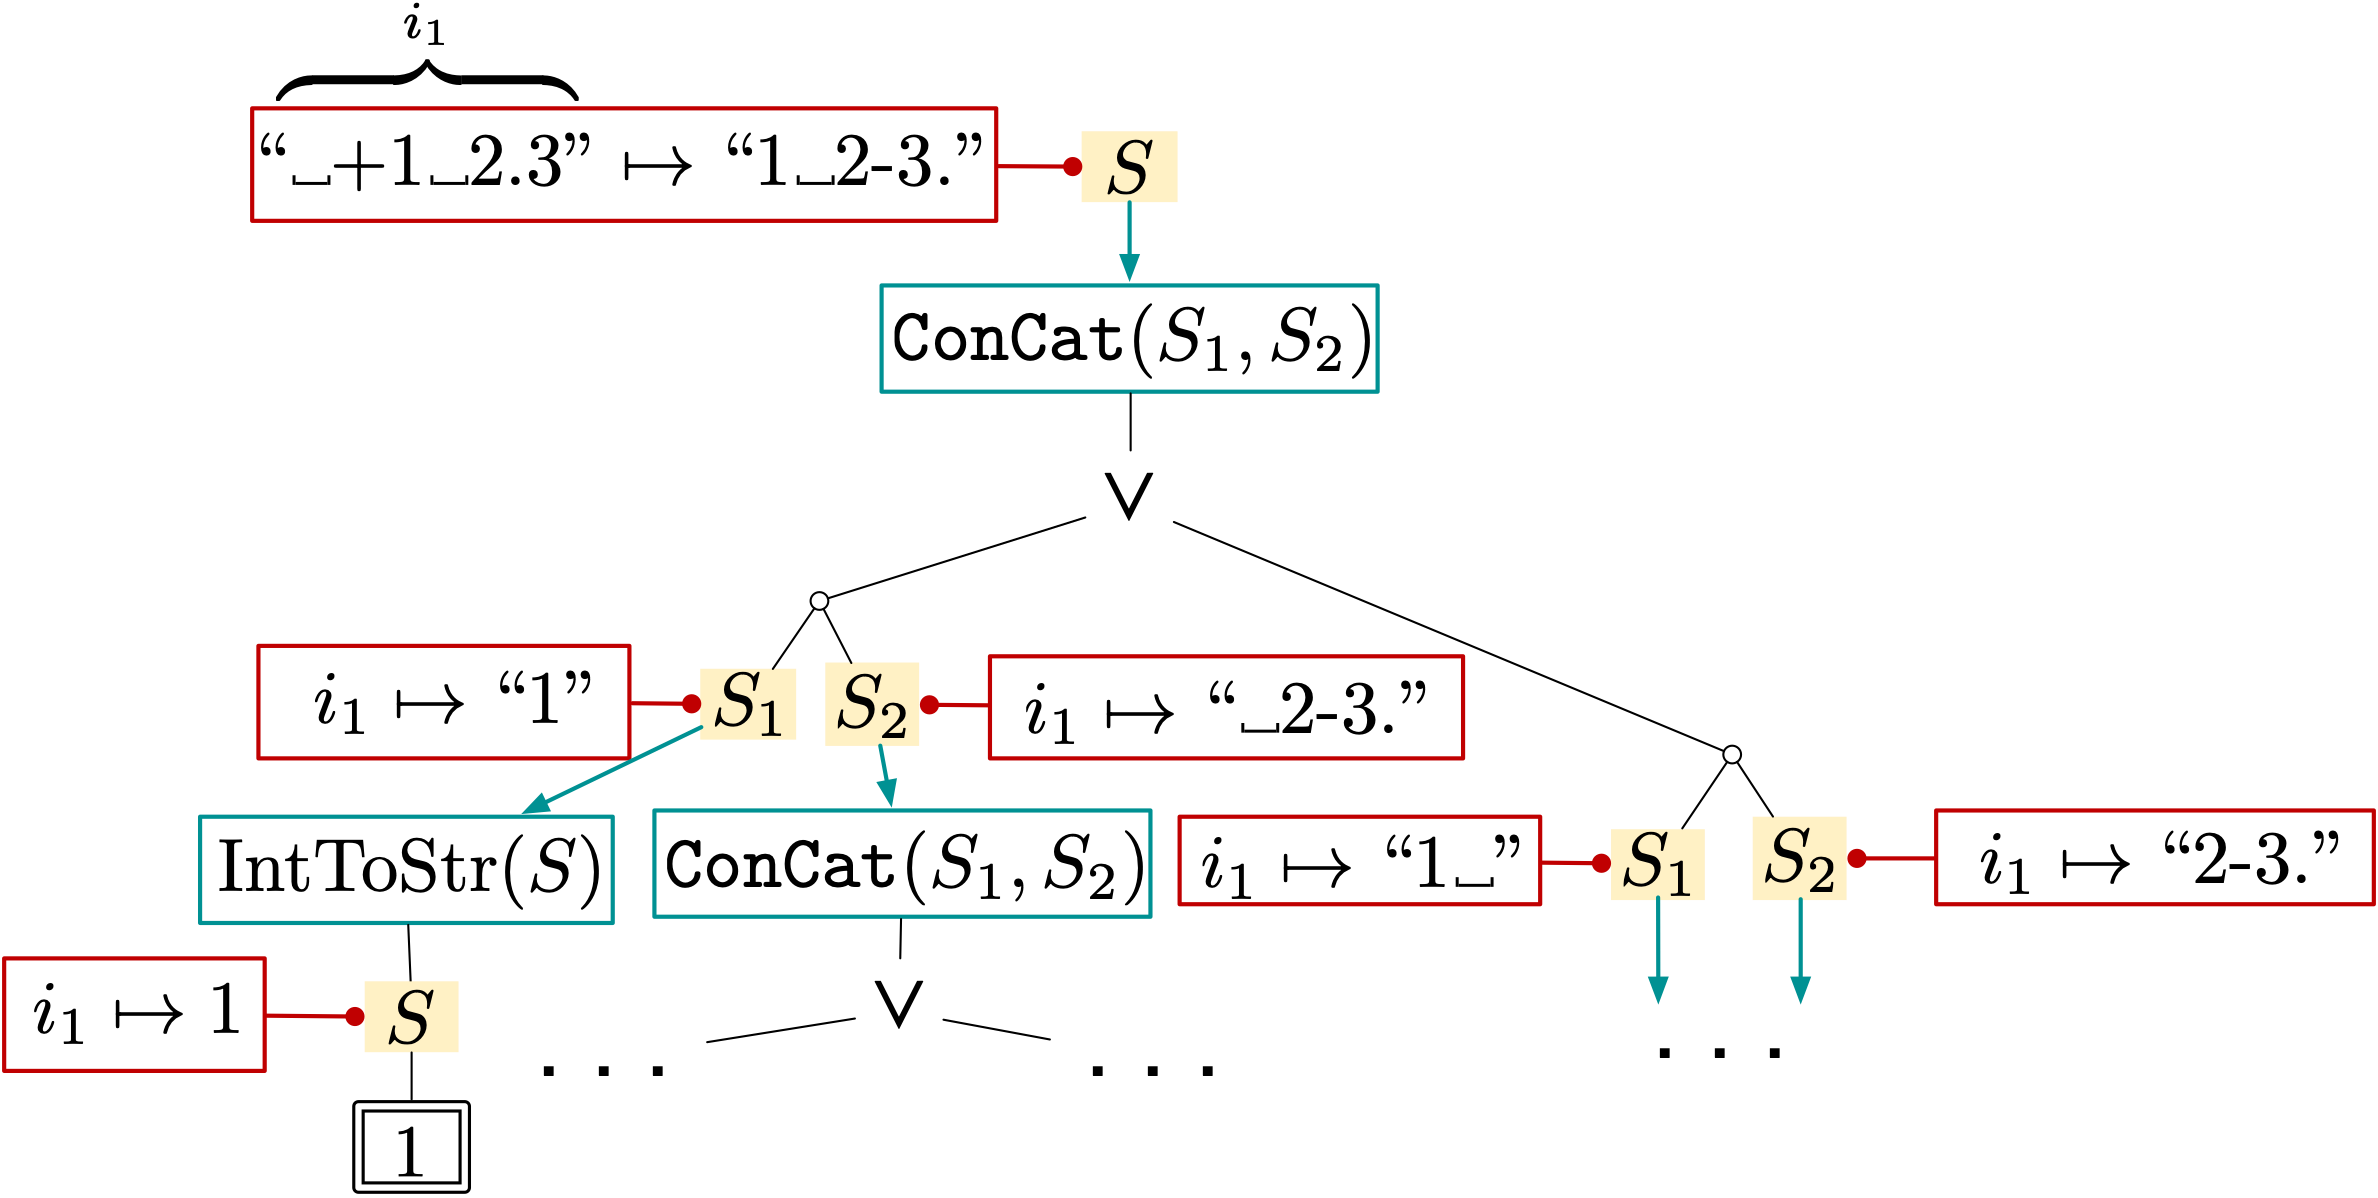 i₁
“␣+1␣2.3” ↦ “1␣2-3.” S
ConCat(S₁, S₂)
∨
i₁ ↦ “1” S₁ S₂ i₁ ↦ “␣2-3.”
IntToStr(S) ConCat(S₁, S₂) i₁ ↦ “1␣” S₁ S₂ i₁ ↦ “2-3.”
i₁ ↦ 1 S ∨
. . . . . . . . .
1